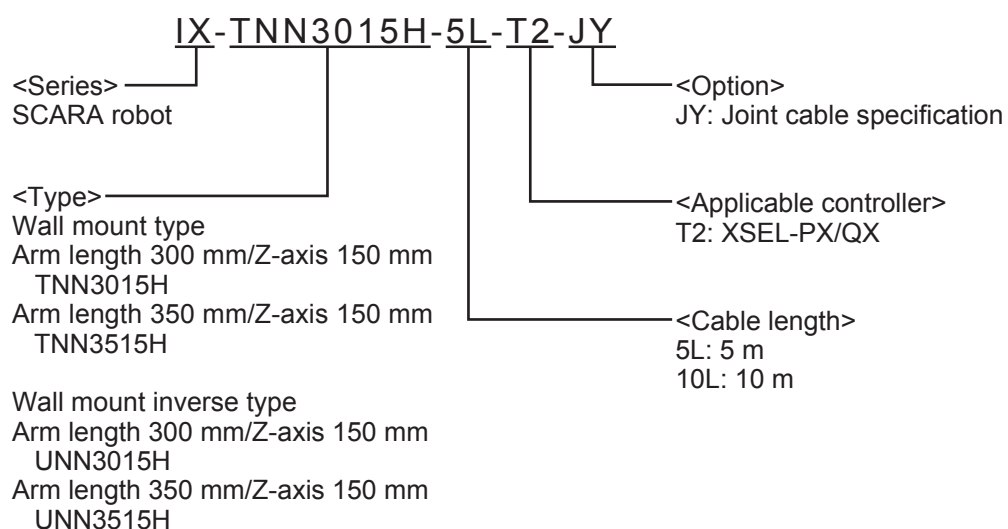 IX-TNN3015H-5L-T2-JY
<Series>
SCARA robot
<Type>
Wall mount type
Arm length 300 mm/Z-axis 150 mm
TNN3015H
Arm length 350 mm/Z-axis 150 mm
TNN3515H
Wall mount inverse type
Arm length 300 mm/Z-axis 150 mm
UNN3015H
Arm length 350 mm/Z-axis 150 mm
UNN3515H
<Option>
JY: Joint cable specification
<Applicable controller>
T2: XSEL-PX/QX
<Cable length>
5L: 5 m
10L: 10 m